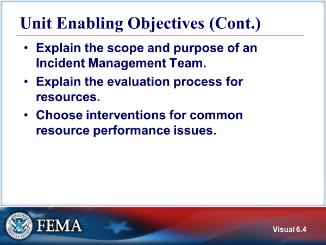 Unit Enabling Objectives (Cont.)
• Explain the scope and purpose of an
Incident Management Team.
• Explain the evaluation process for
resources.
• Choose interventions for common
resource performance issues.
FEMA
Visual 6.4